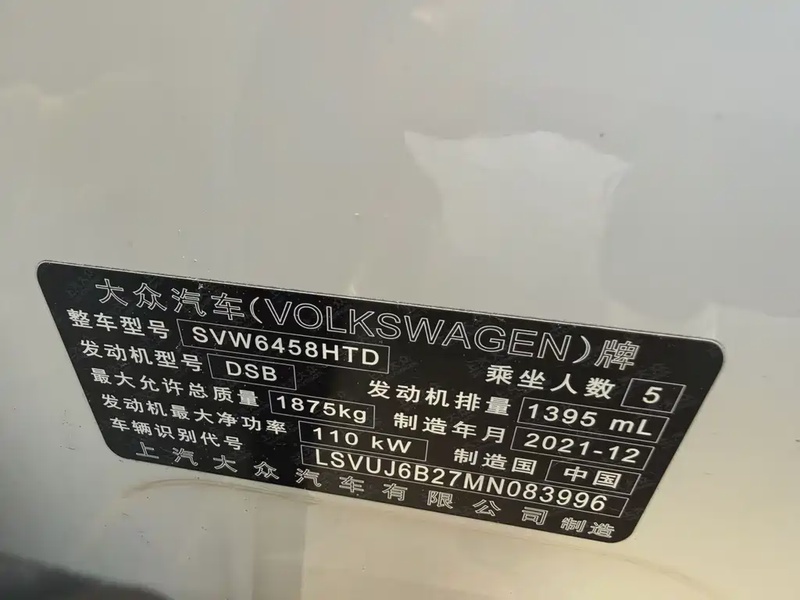 大众汽车(VOLKSWAGEN)牌
整车型号 SVW6458HTD 乘坐人数 5
发动机型号 DSB 发动机排量 1395 mL
最大允许总质量 1875kg 制造年月 2021-12
发动机最大净功率 110 kW 制造国 中国
车辆识别代号 LSVUJ6B27MN083996
上汽大众汽车有限公司制造